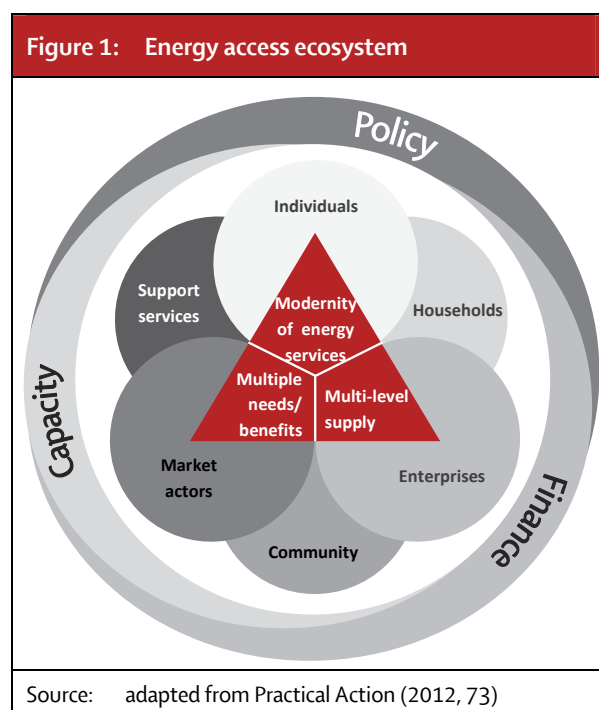 Figure 1: Energy access ecosystem
Policy
Individuals
Support
services
Households
Modernity
of energy
services
Multiple
needs/
benefits
Multi-level
supply
Capacity
Market
actors
Enterprises
Finance
Community
Source: adapted from Practical Action (2012, 73)